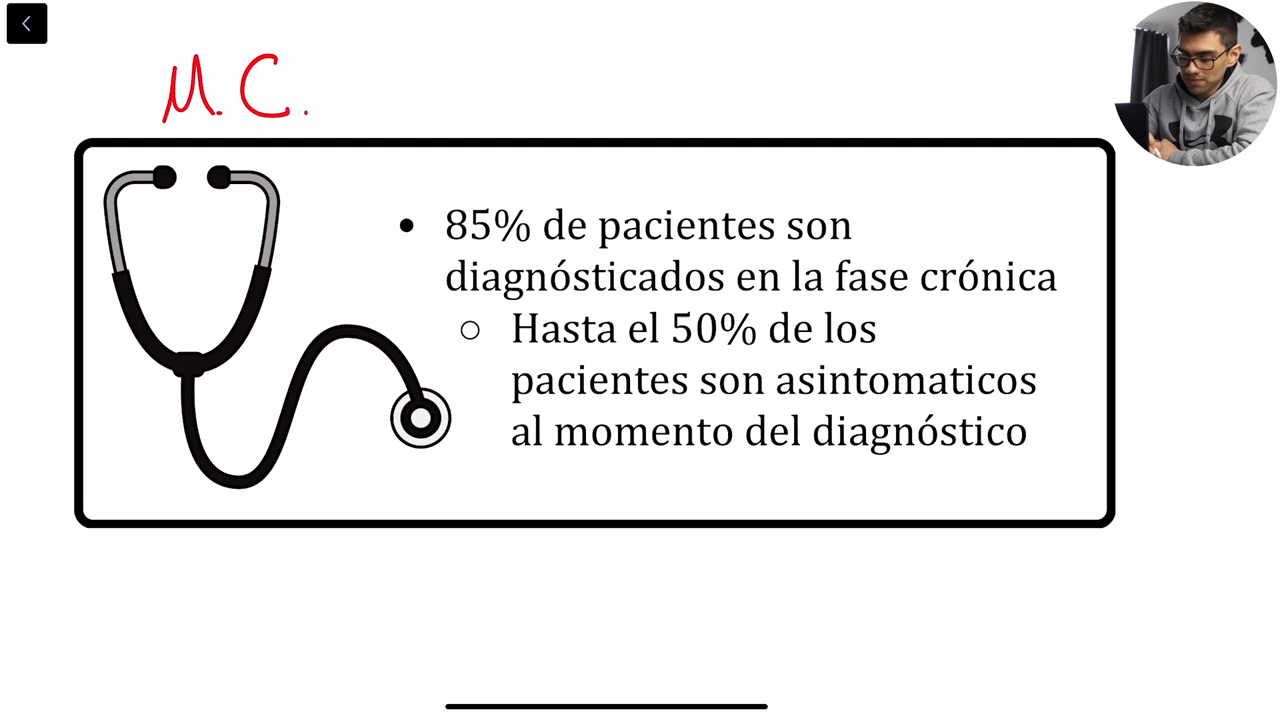 M. C.
• 85% de pacientes son
diagnósticados en la fase crónica
○ Hasta el 50% de los
pacientes son asintomaticos
al momento del diagnóstico